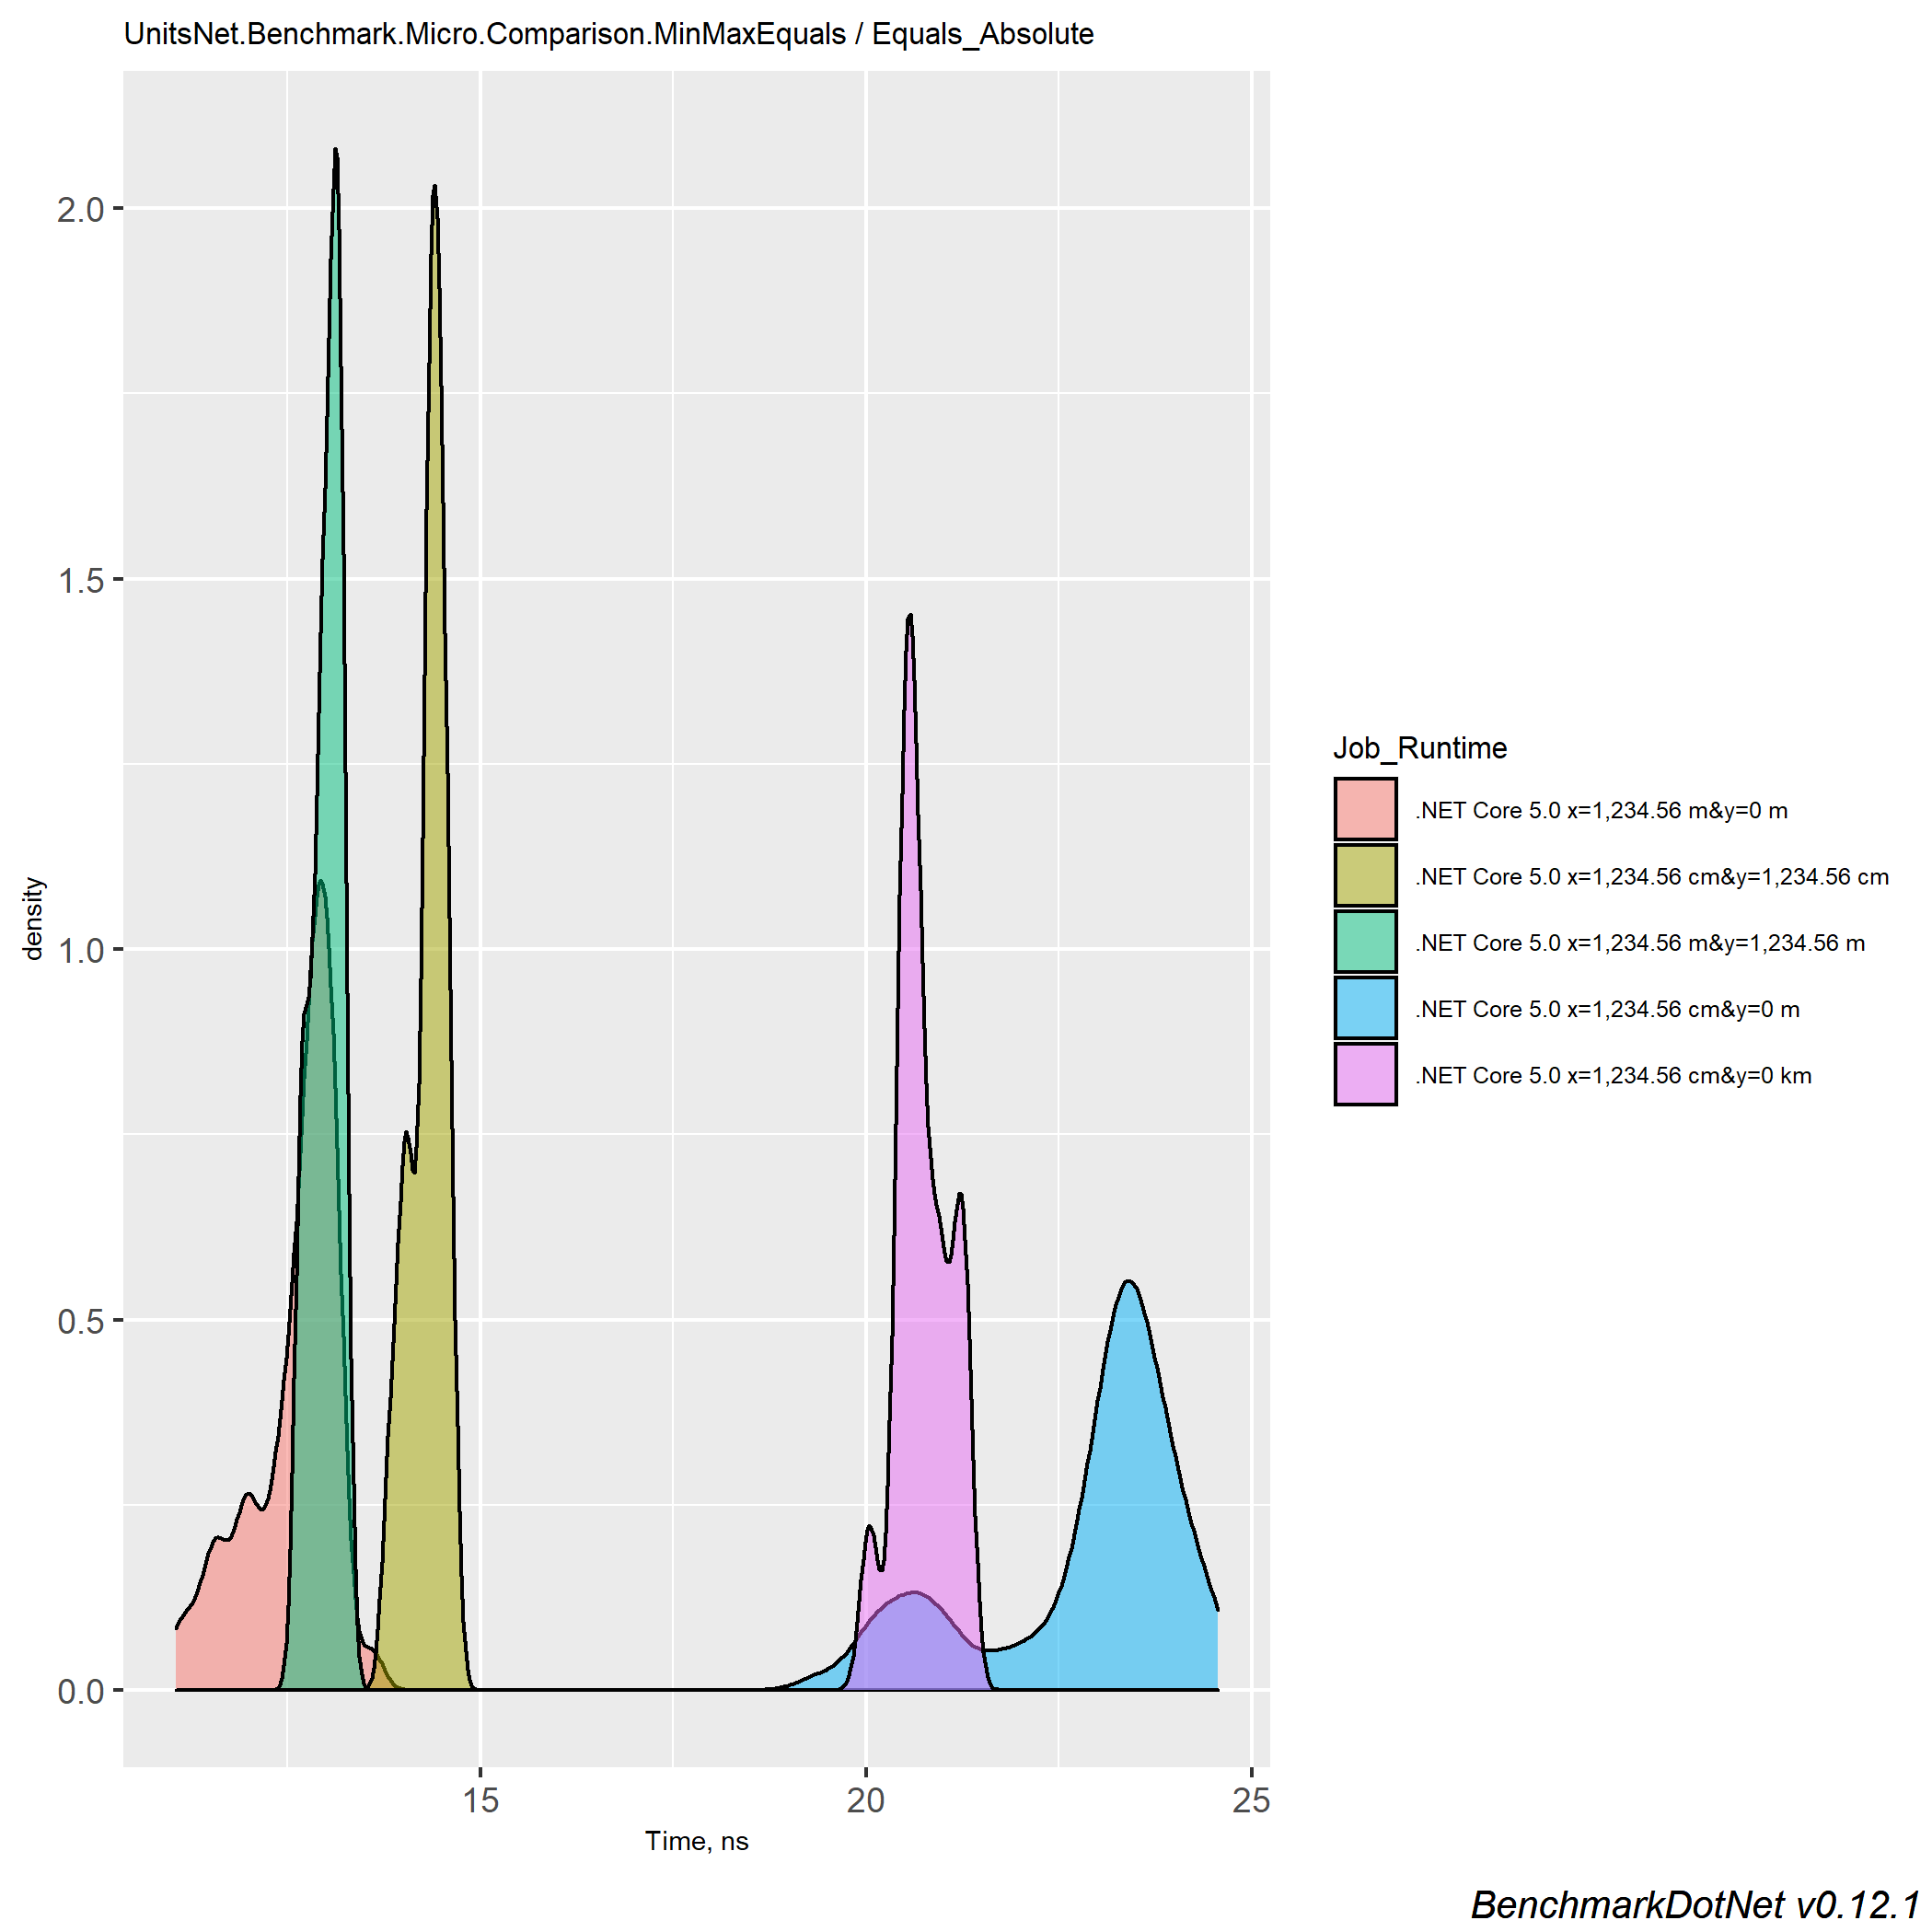 UnitsNet.Benchmark.Micro.Comparison.MinMaxEquals / Equals_Absolute
2.0
1.5
1.0
0.5
0.0
density
15
20
25
Time, ns
Job_Runtime
.NET Core 5.0 x=1,234.56 m&y=0 m
.NET Core 5.0 x=1,234.56 cm&y=1,234.56 cm
.NET Core 5.0 x=1,234.56 m&y=1,234.56 m
.NET Core 5.0 x=1,234.56 cm&y=0 m
.NET Core 5.0 x=1,234.56 cm&y=0 km
BenchmarkDotNet v0.12.1